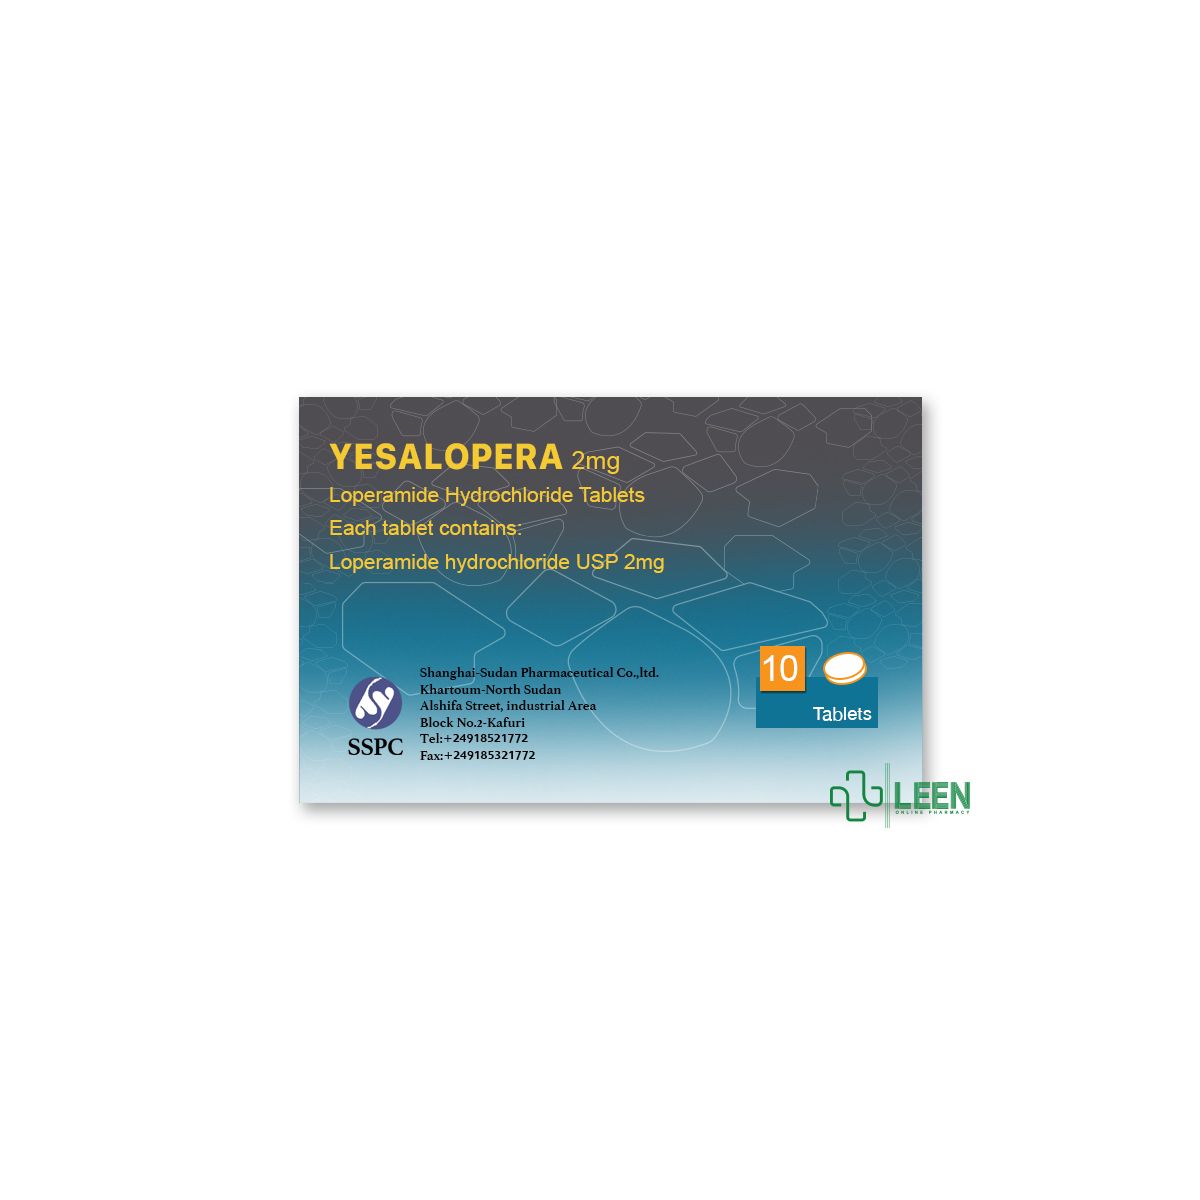 YESALOPERA 2mg
Loperamide Hydrochloride Tablets
Each tablet contains:
Loperamide hydrochloride USP 2mg
Shanghai-Sudan Pharmaceutical Co.,ltd.
Khartoum-North Sudan
Alshifa Street, industrial Area
Block No.2-Kafuri
Tel:+24918521772
Fax:+249185321772
SSPC
10
Tablets
LEEN
ONLINE PHARMACY